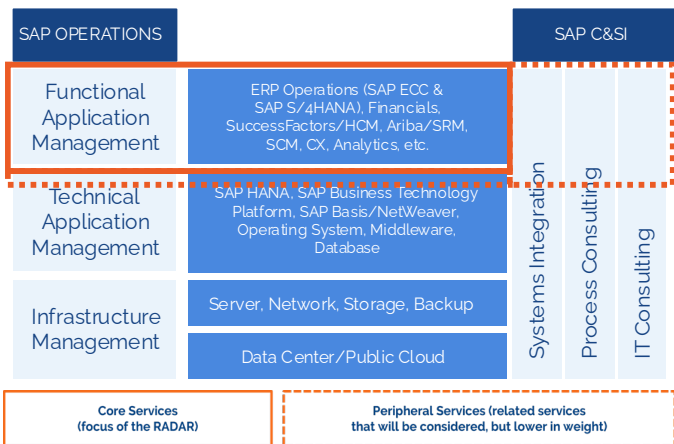 SAP OPERATIONS
SAP C&SI
Functional
Application
Management
ERP Operations (SAP ECC &
SAP S/4HANA), Financials,
SuccessFactors/HCM, Ariba/SRM,
SCM, CX, Analytics, etc.
Technical
Application
Management
SAP HANA, SAP Business Technology
Platform, SAP Basis/NetWeaver,
Operating System, Middleware,
Database
Infrastructure
Management
Server, Network, Storage, Backup
Data Center/Public Cloud
Systems Integration
Process Consulting
IT Consulting
Core Services
(focus of the RADAR)
Peripheral Services (related services
that will be considered, but lower in weight)